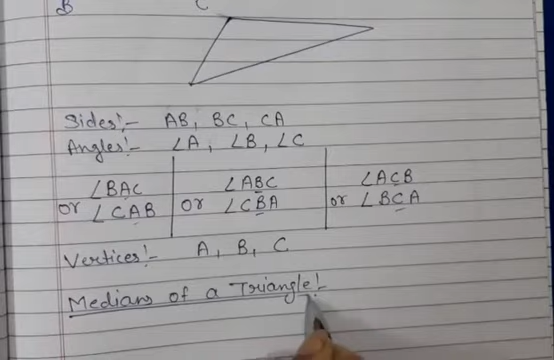 B C
Sides:- AB, BC, CA
Angles:- ∠A, ∠B, ∠C
∠BAC ∠ABC ∠ACB
or ∠CAB or ∠CBA or ∠BCA
Vertices:- A, B, C
Medians of a Triangle:-